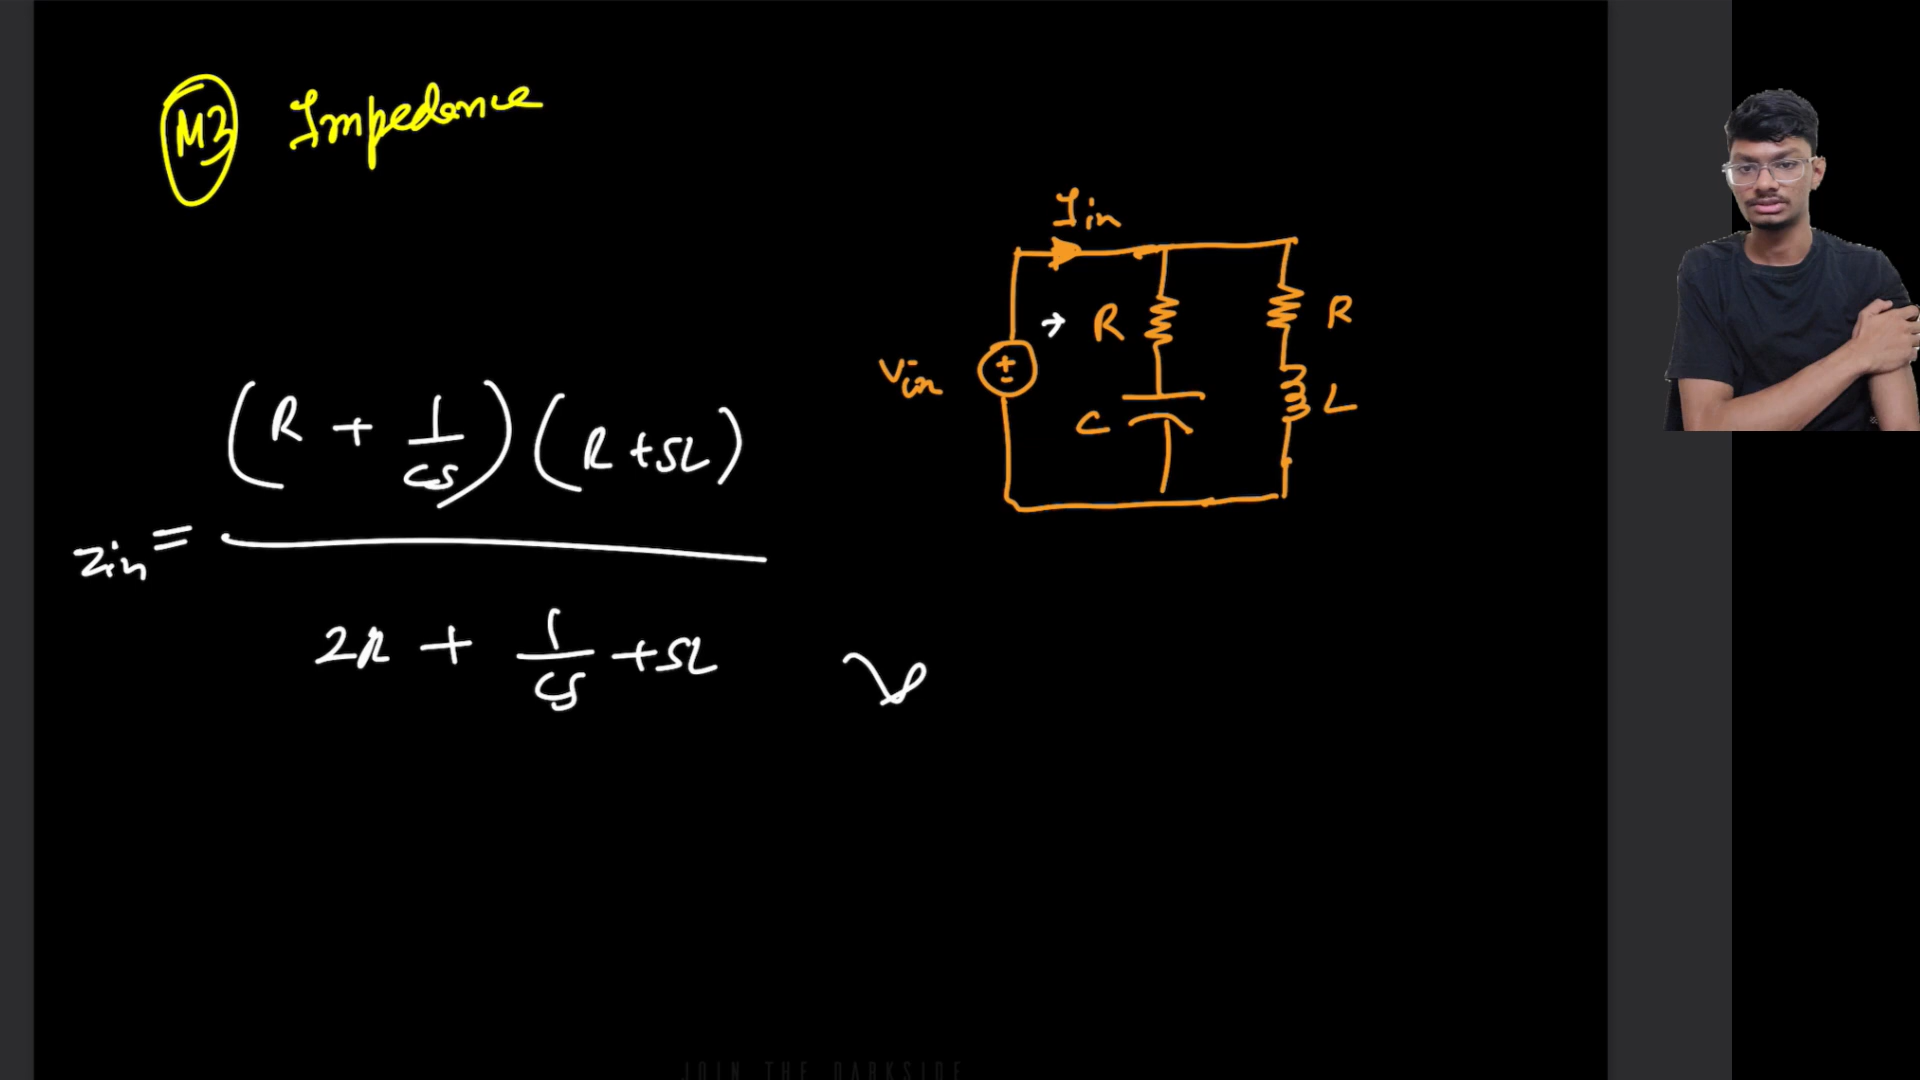 M3 Impedance
Iin
R
R
Vin
+
-
C
L
(R + 1/cs) (R + sL)
Zin =
2R + 1/cs + sL
JOIN THE DARKSIDE